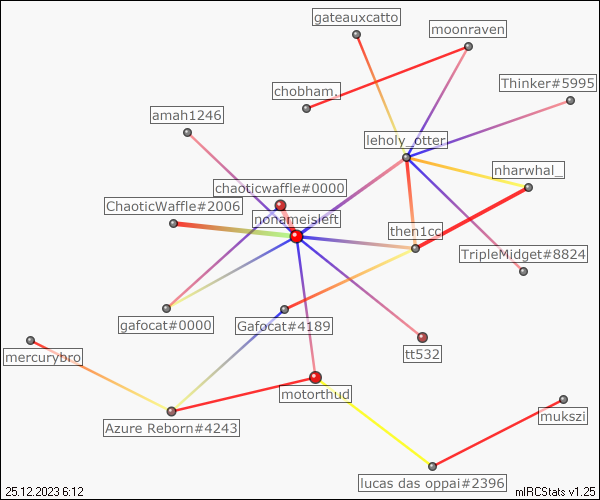 gateauxcatto
moonraven
Thinker#5995
chobham.
amah1246
leholy_otter
nharwhal_
chaoticwaffle#0000
ChaoticWaffle#2006
nonameisleft
then1cc
TripleMidget#8824
gafocat#0000
Gafocat#4189
tt532
mercurybro
motorthud
Azure Reborn#4243
mukszi
lucas das oppai#2396
25.12.2023 6:12
mIRCStats v1.25